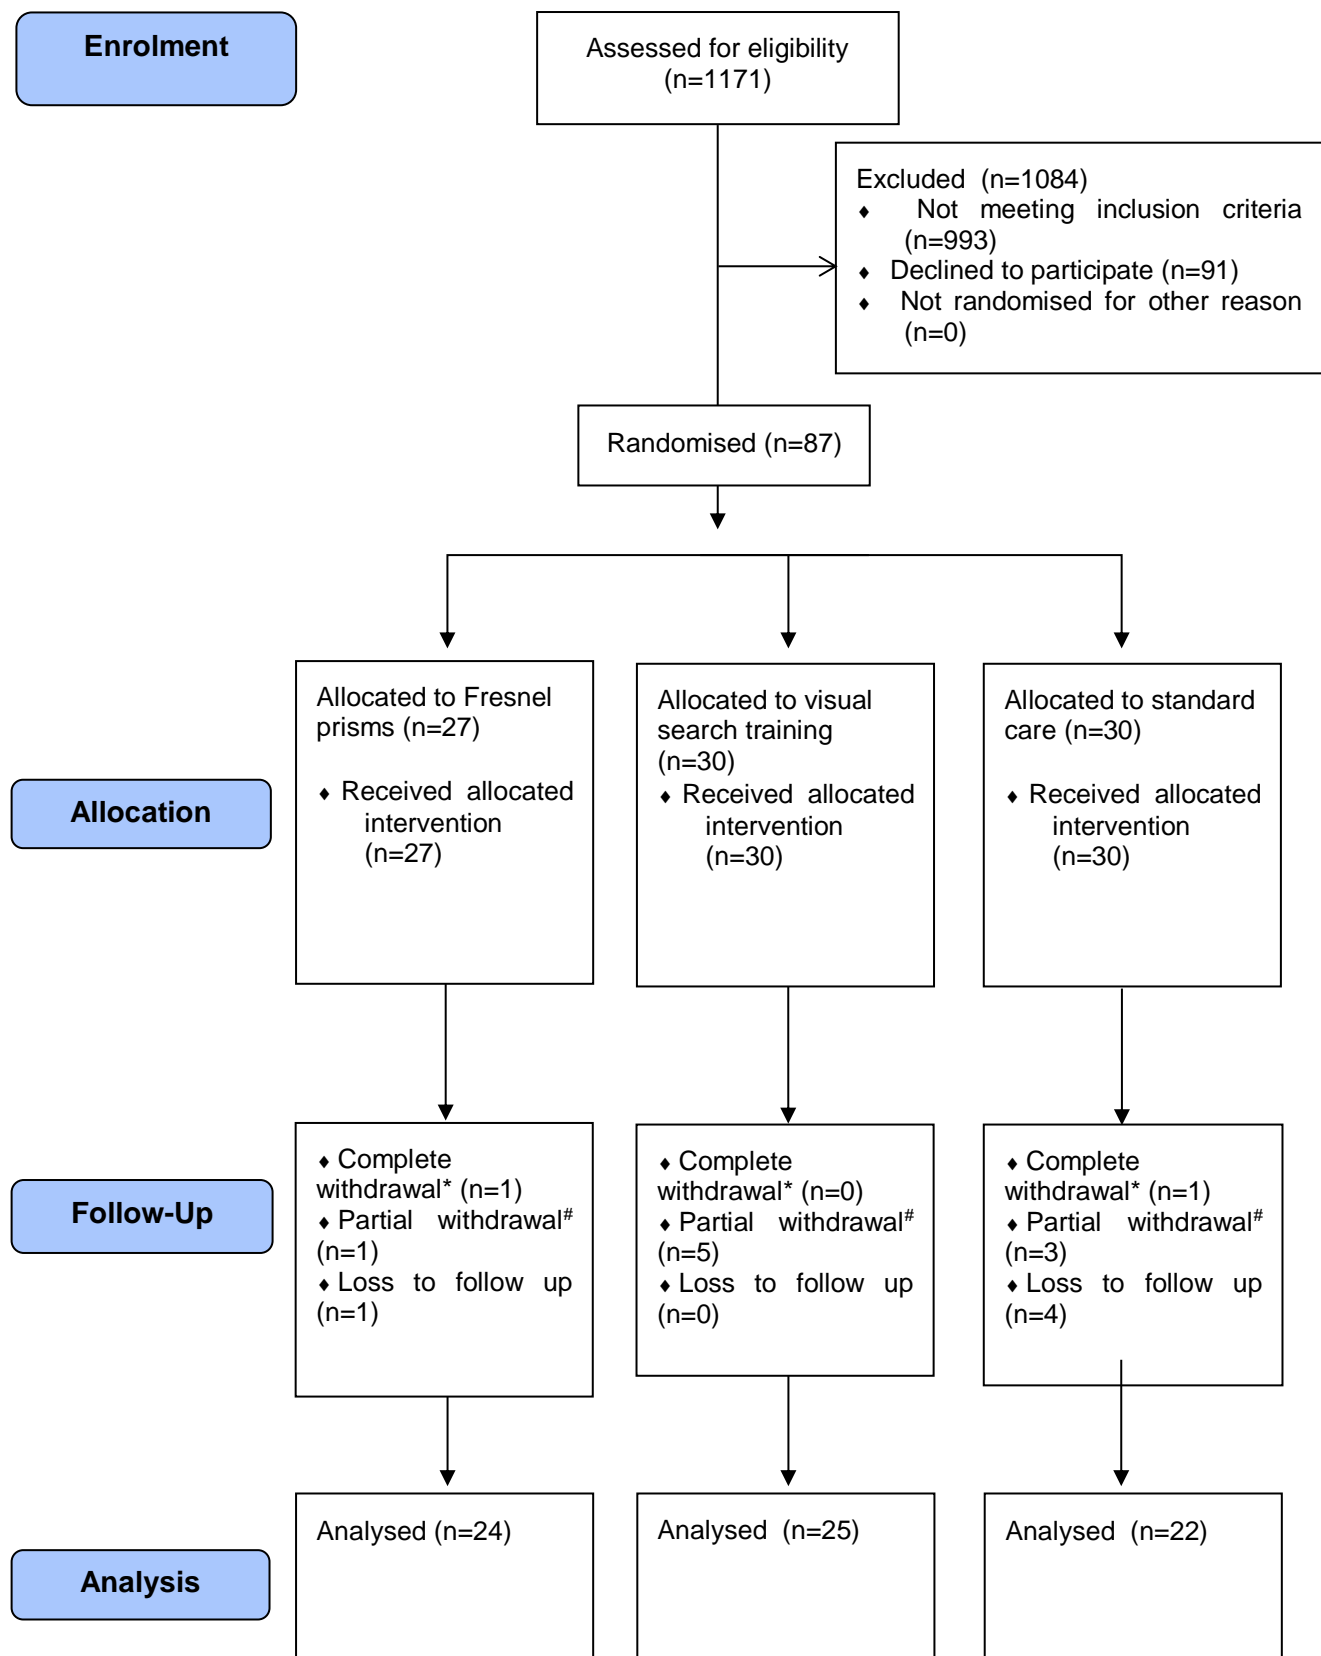 Enrolment
Assessed for eligibility
(n=1171)
Excluded (n=1084)
♦ Not meeting inclusion criteria
(n=993)
♦ Declined to participate (n=91)
♦ Not randomised for other reason
(n=0)
Randomised (n=87)
Allocation
Allocated to Fresnel
prisms (n=27)
♦ Received allocated
intervention
(n=27)
Allocated to visual
search training
(n=30)
♦ Received allocated
intervention
(n=30)
Allocated to standard
care (n=30)
♦ Received allocated
intervention
(n=30)
Follow-Up
♦ Complete
withdrawal* (n=1)
♦ Partial withdrawal#
(n=1)
♦ Loss to follow up
(n=1)
♦ Complete
withdrawal* (n=0)
♦ Partial withdrawal#
(n=5)
♦ Loss to follow up
(n=0)
♦ Complete
withdrawal* (n=1)
♦ Partial withdrawal#
(n=3)
♦ Loss to follow up
(n=4)
Analysis
Analysed (n=24)
Analysed (n=25)
Analysed (n=22)